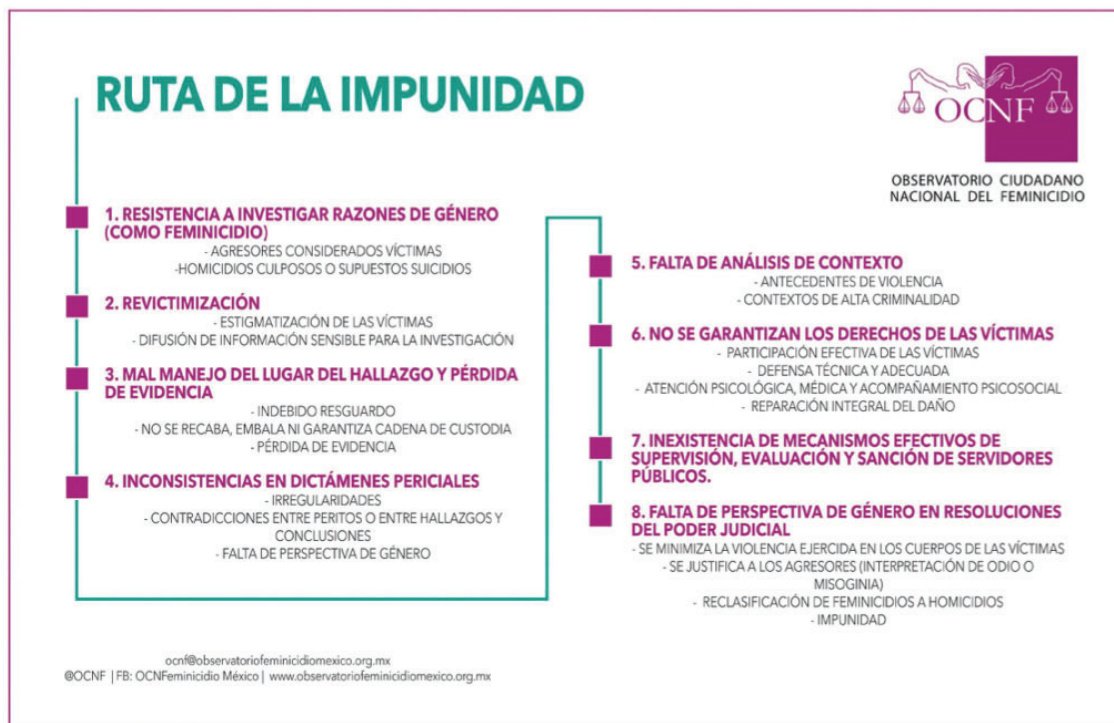 RUTA DE LA IMPUNIDAD
OCNF
OBSERVATORIO CIUDADANO
NACIONAL DEL FEMINICIDIO
1. RESISTENCIA A INVESTIGAR RAZONES DE GÉNERO
(COMO FEMINICIDIO)
- AGRESORES CONSIDERADOS VÍCTIMAS
-HOMICIDIOS CULPOSOS O SUPUESTOS SUICIDIOS
2. REVICTIMIZACIÓN
- ESTIGMATIZACIÓN DE LAS VÍCTIMAS
- DIFUSIÓN DE INFORMACIÓN SENSIBLE PARA LA INVESTIGACIÓN
3. MAL MANEJO DEL LUGAR DEL HALLAZGO Y PÉRDIDA
DE EVIDENCIA
- INDEBIDO RESGUARDO
- NO SE RECABA, EMBALA NI GARANTIZA CADENA DE CUSTODIA
- PÉRDIDA DE EVIDENCIA
4. INCONSISTENCIAS EN DICTÁMENES PERICIALES
- IRREGULARIDADES
- CONTRADICCIONES ENTRE PERITOS O ENTRE HALLAZGOS Y
CONCLUSIONES
- FALTA DE PERSPECTIVA DE GÉNERO
5. FALTA DE ANÁLISIS DE CONTEXTO
- ANTECEDENTES DE VIOLENCIA
- CONTEXTOS DE ALTA CRIMINALIDAD
6. NO SE GARANTIZAN LOS DERECHOS DE LAS VÍCTIMAS
- PARTICIPACIÓN EFECTIVA DE LAS VÍCTIMAS
- DEFENSA TÉCNICA Y ADECUADA
- ATENCIÓN PSICOLÓGICA, MÉDICA Y ACOMPAÑAMIENTO PSICOSOCIAL
- REPARACIÓN INTEGRAL DEL DAÑO
7. INEXISTENCIA DE MECANISMOS EFECTIVOS DE
SUPERVISIÓN, EVALUACIÓN Y SANCIÓN DE SERVIDORES
PÚBLICOS.
8. FALTA DE PERSPECTIVA DE GÉNERO EN RESOLUCIONES
DEL PODER JUDICIAL
- SE MINIMIZA LA VIOLENCIA EJERCIDA EN LOS CUERPOS DE LAS VÍCTIMAS
- SE JUSTIFICA A LOS AGRESORES (INTERPRETACIÓN DE ODIO O
MISOGINIA)
- RECLASIFICACIÓN DE FEMINICIDIOS A HOMICIDIOS
- IMPUNIDAD
ocnf@observatoriofeminicidiomexico.org.mx
@OCNF | FB: OCNFeminicidio México | www.observatoriofeminicidiomexico.org.mx